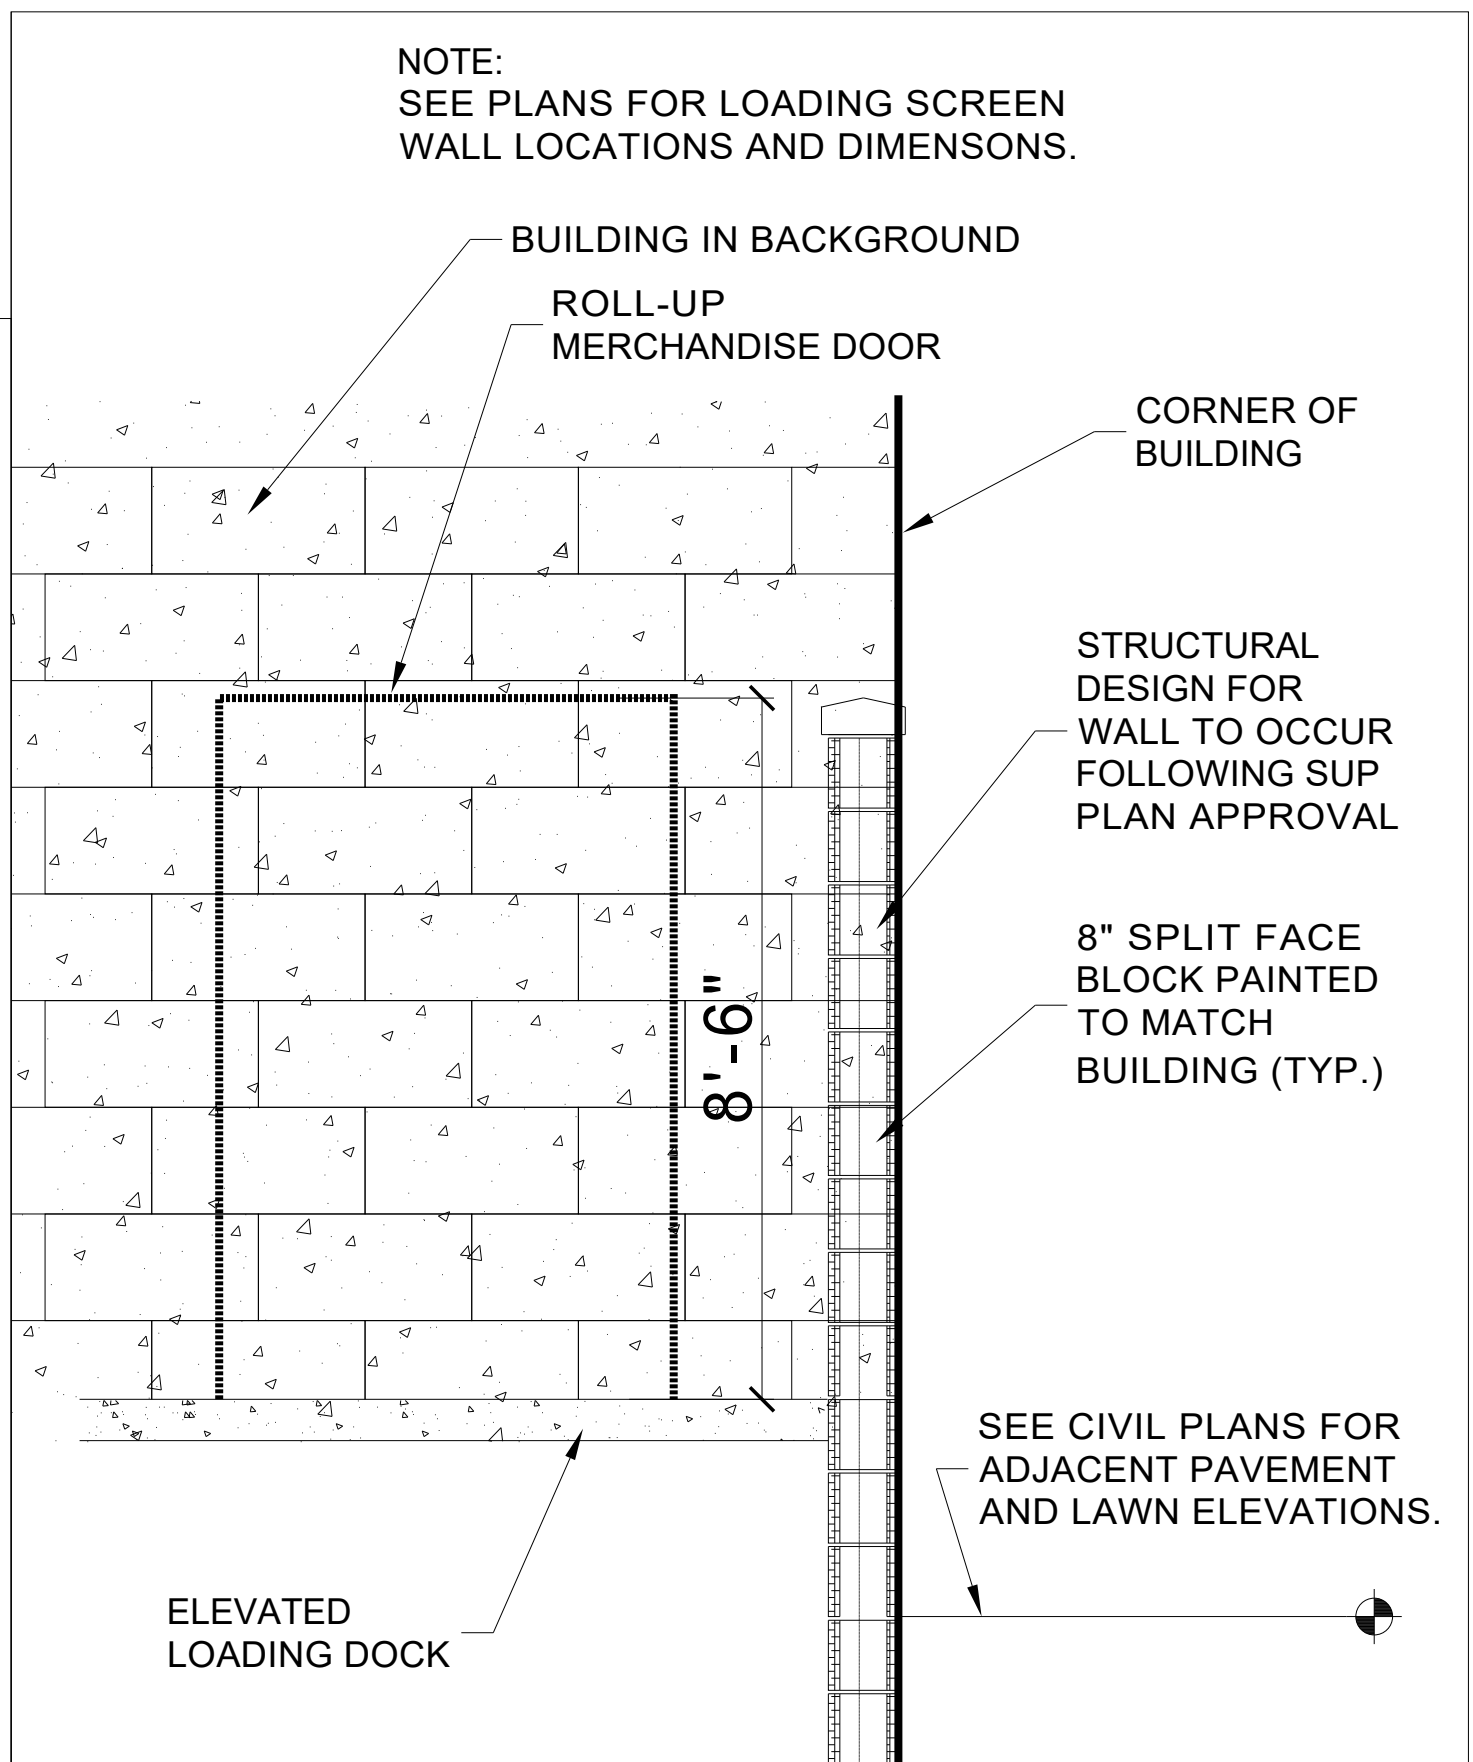 NOTE:
SEE PLANS FOR LOADING SCREEN
WALL LOCATIONS AND DIMENSONS.
BUILDING IN BACKGROUND
ROLL-UP
MERCHANDISE DOOR
CORNER OF
BUILDING
STRUCTURAL
DESIGN FOR
WALL TO OCCUR
FOLLOWING SUP
PLAN APPROVAL
8" SPLIT FACE
BLOCK PAINTED
TO MATCH
BUILDING (TYP.)
8'-6"
SEE CIVIL PLANS FOR
ADJACENT PAVEMENT
AND LAWN ELEVATIONS.
ELEVATED
LOADING DOCK